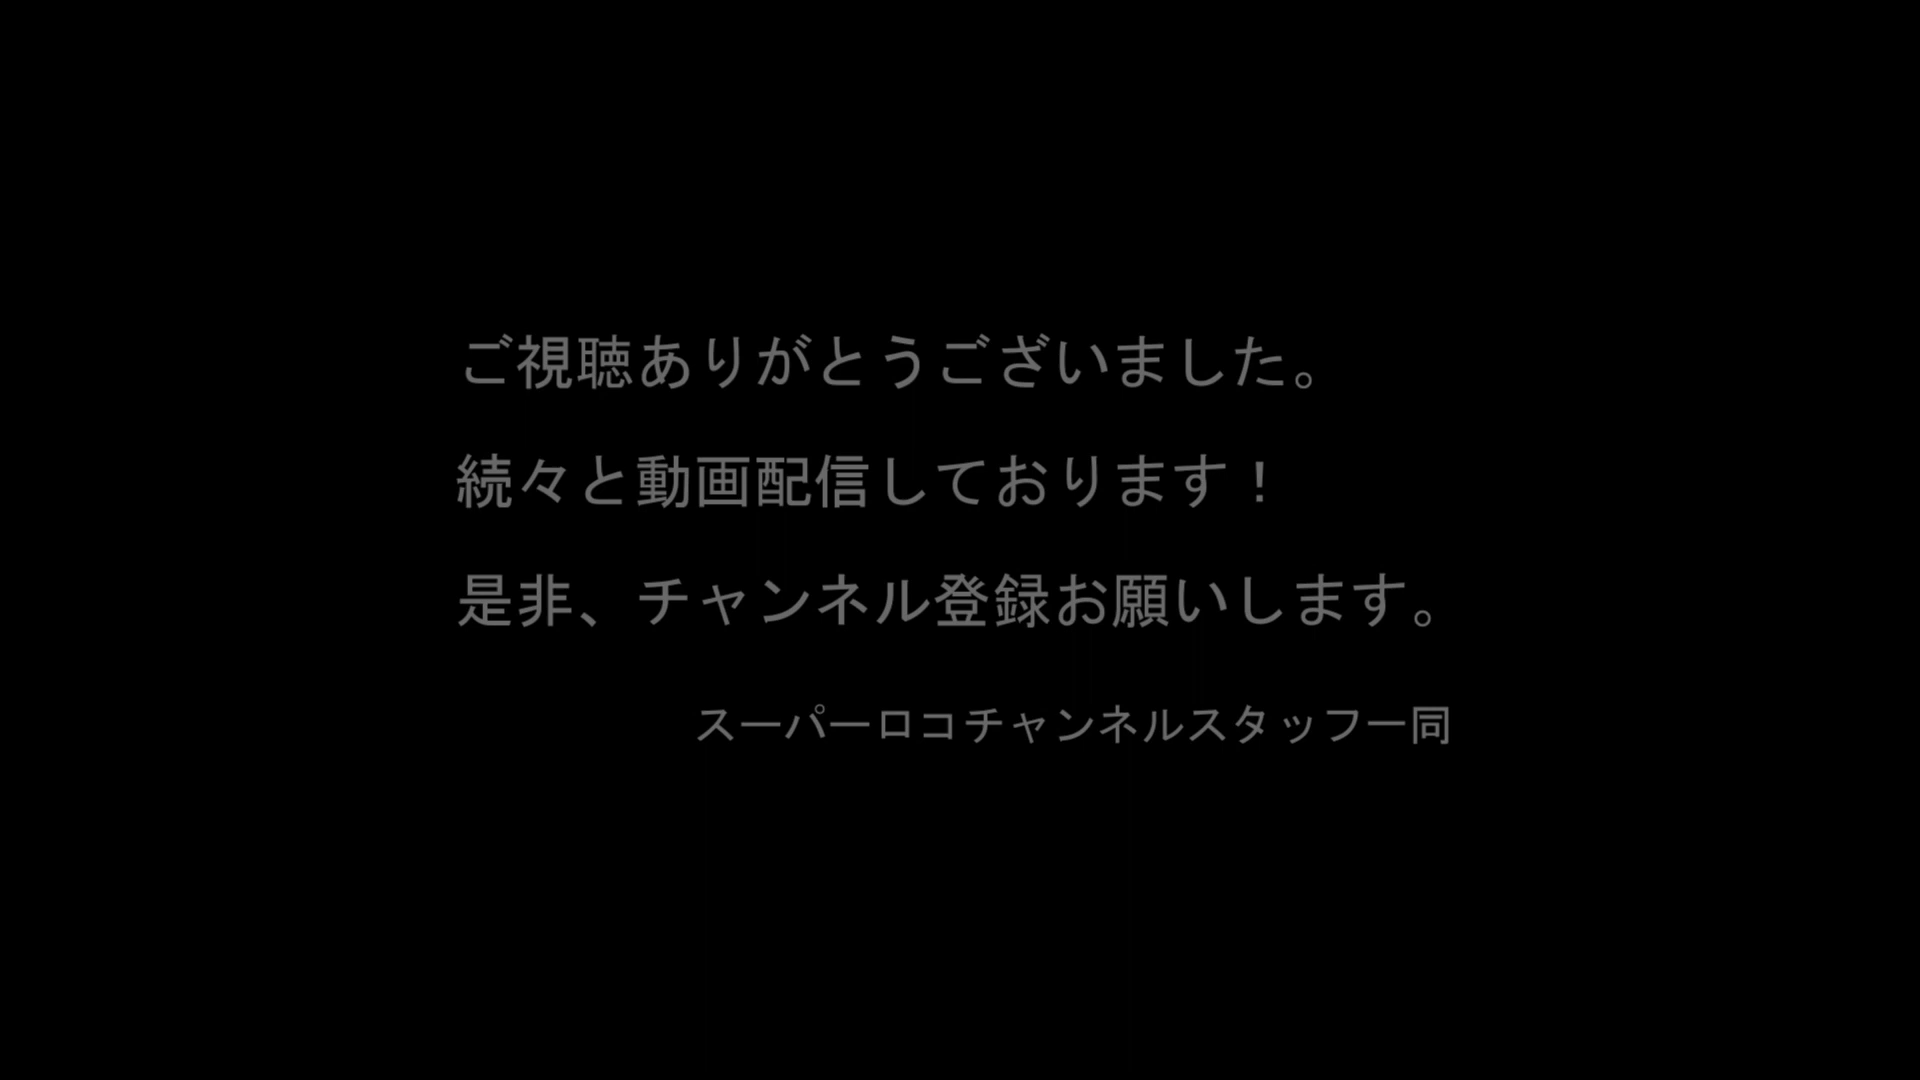 ご視聴ありがとうございました。
続々と動画配信しております！
是非、チャンネル登録お願いします。
スーパーロコチャンネルスタッフ一同